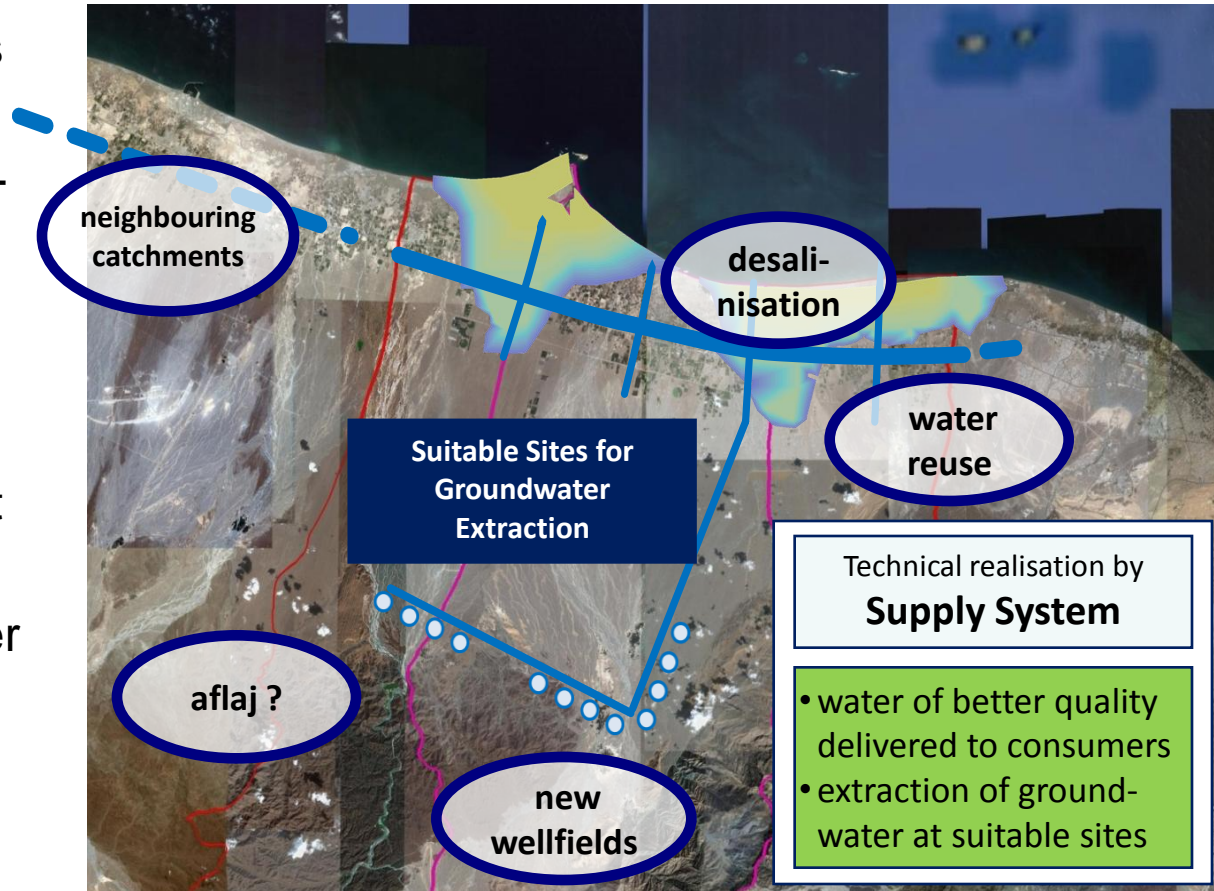 s
-
neighbouring
catchments
desali-
nisation
water
reuse
Suitable Sites for
Groundwater
Extraction
t
er
aflaj ?
new
wellfields
Technical realisation by
Supply System
• water of better quality
delivered to consumers
• extraction of ground-
water at suitable sites